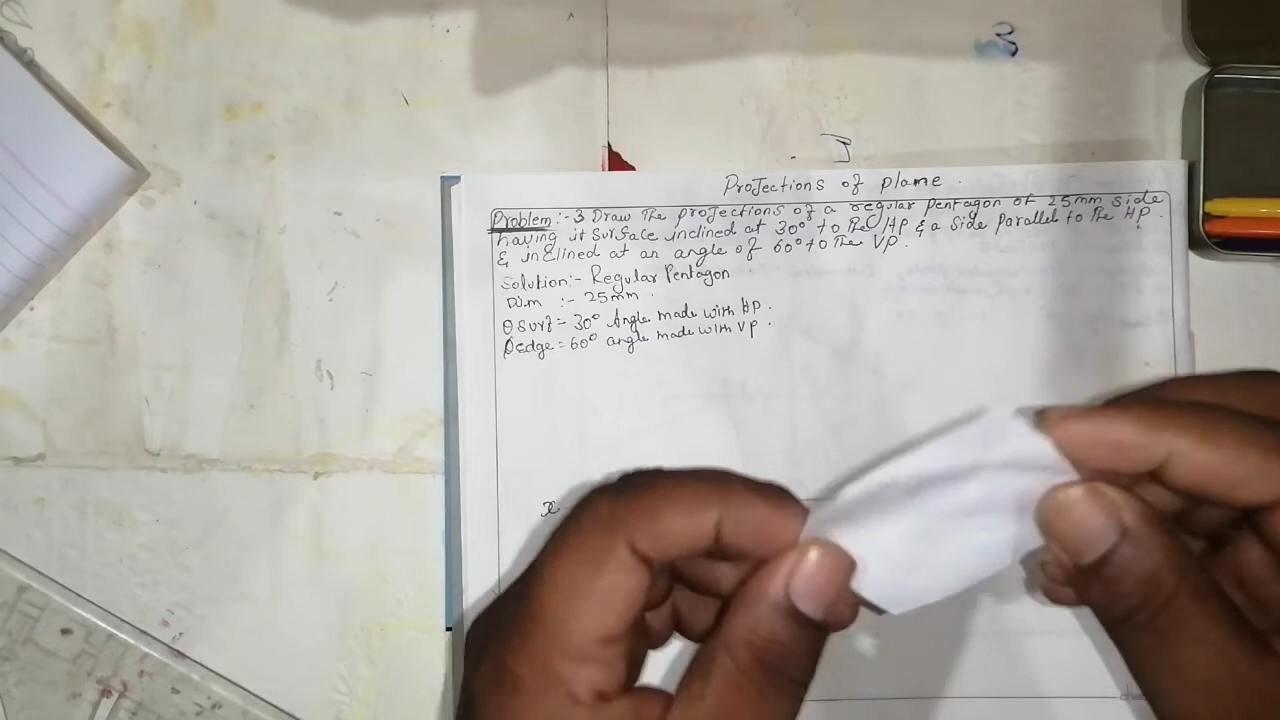 ProJections of plane.
Problem:-3 Draw The proJections of a regular Pentagon of 25mm side
having it surface inclined at 30° to The HP & a side Parallel to The HP.
& inclined at an angle of 60° to The VP.
Solution:- Regular Pentagon
Dim :- 25mm.
θ Surf = 30° Angle made with HP.
Øedge = 60° angle made with VP.
x